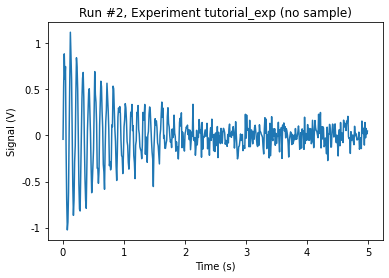 Run #2, Experiment tutorial_exp (no sample)
Signal (V)
1
0.5
0
-0.5
-1
0 1 2 3 4 5
Time (s)